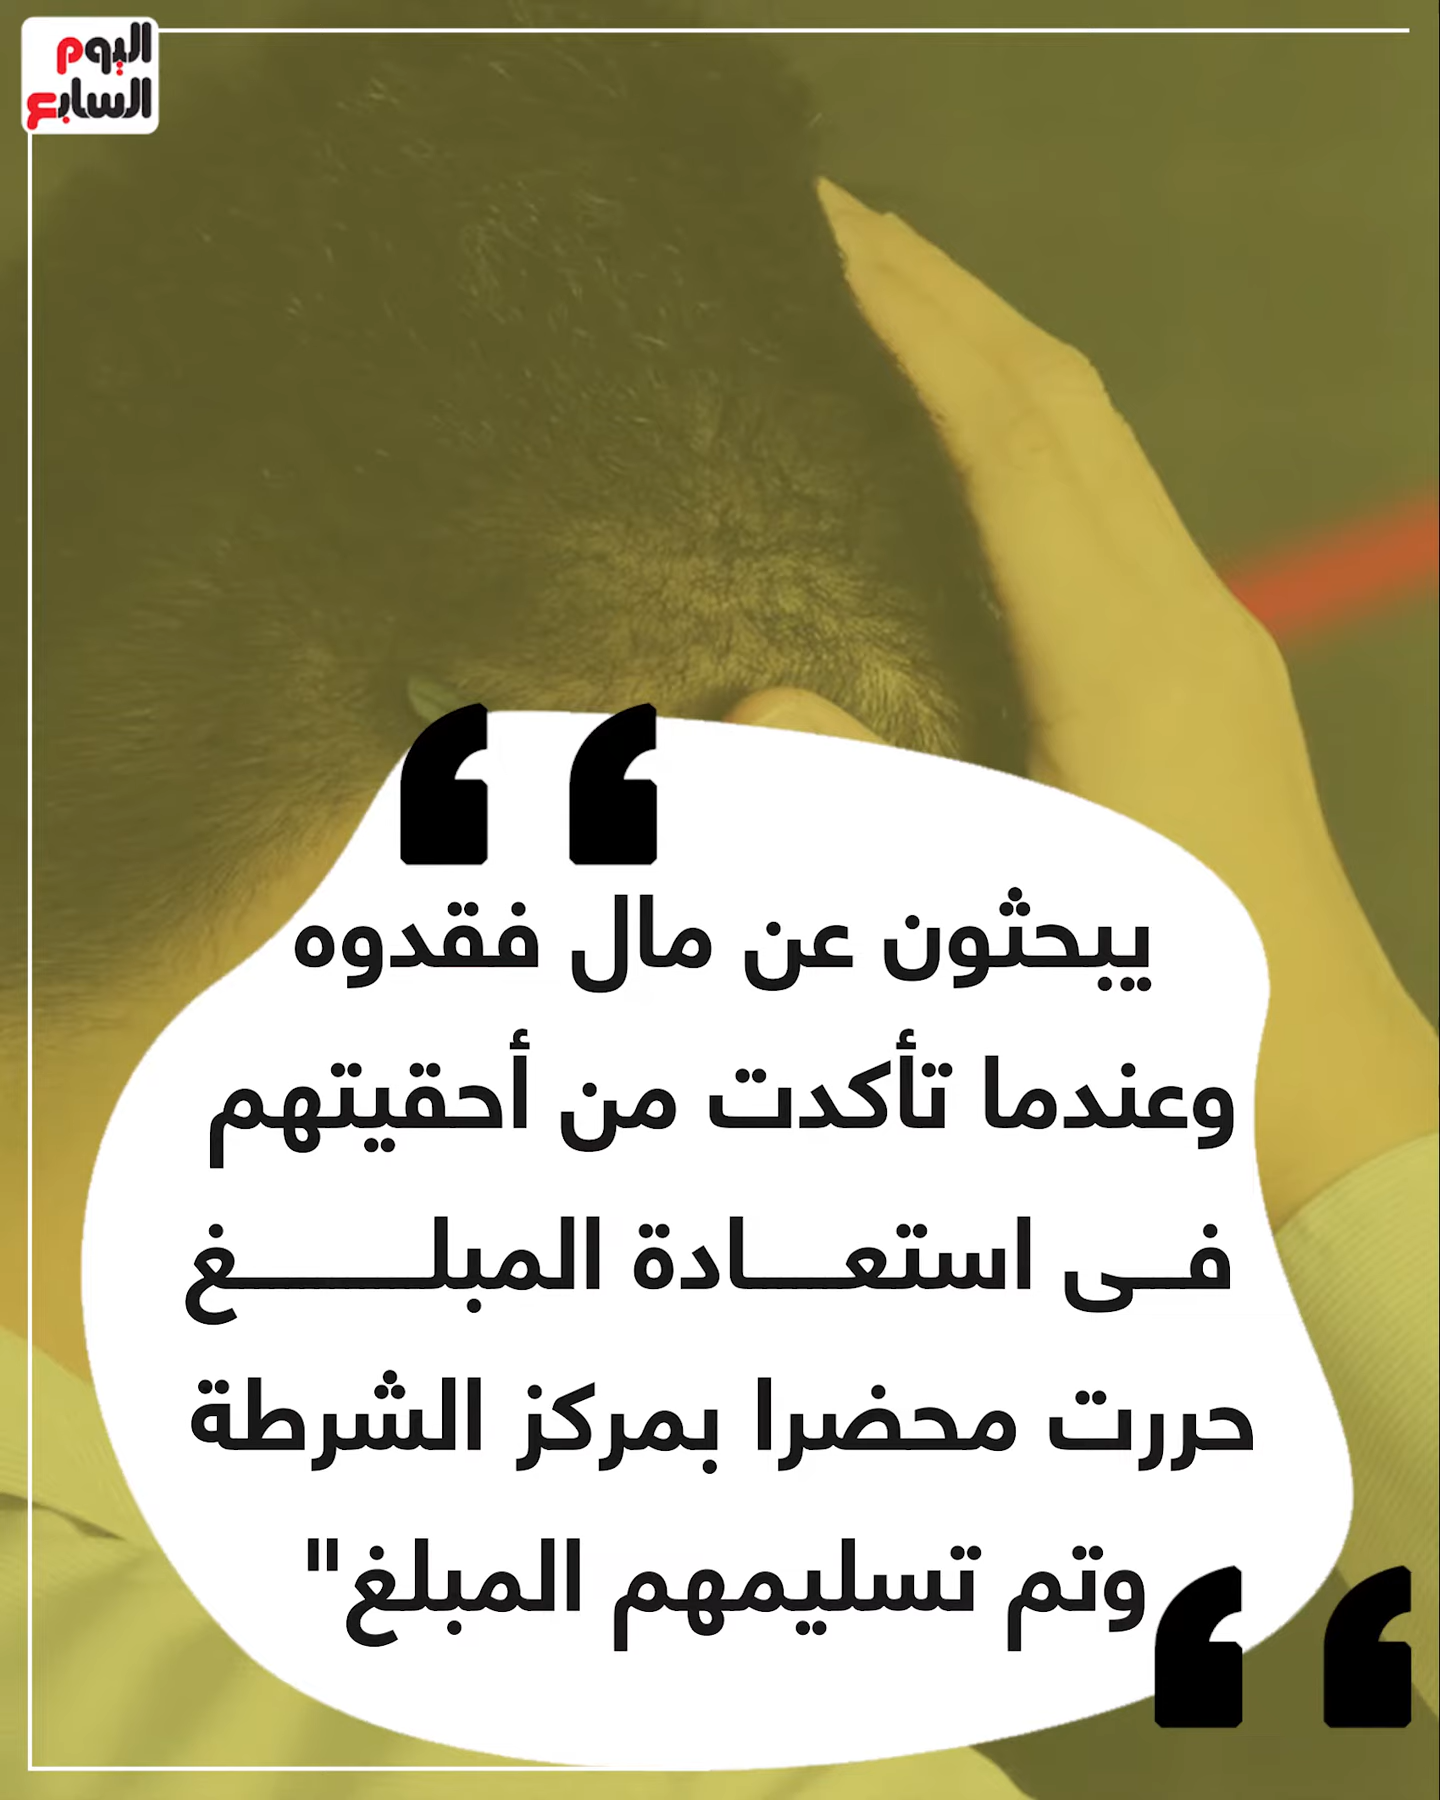 اليوم
السابع
يبحثون عن مال فقدوه
وعندما تأكدت من أحقيتهم
فـى استعـــادة المبلــــــغ
حررت محضرا بمركز الشرطة
وتم تسليمهم المبلغ"